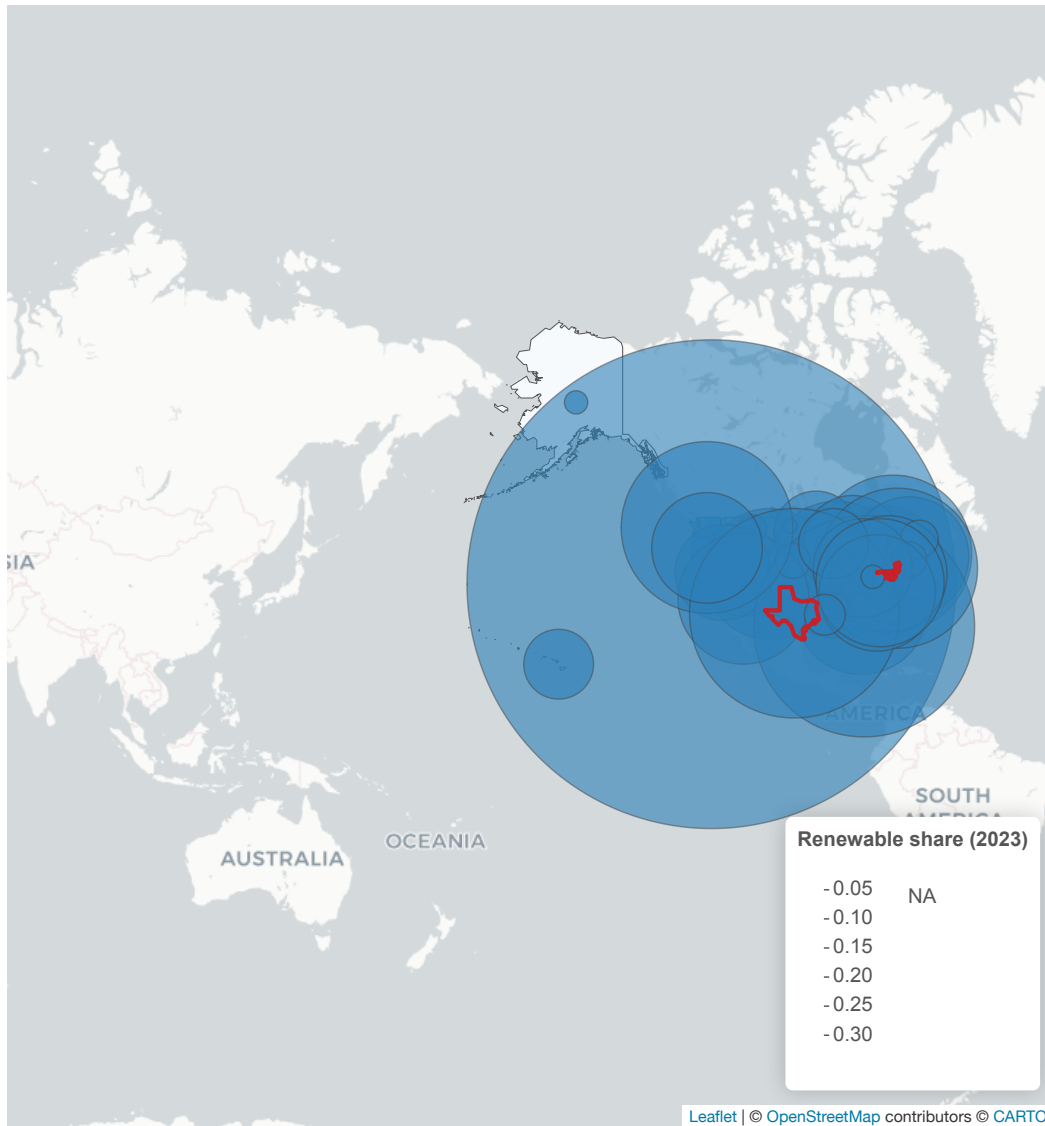 SIA
AMERICA
OCEANIA
AUSTRALIA
SOUTH
AMERICA
Renewable share (2023)
- 0.05
NA
- 0.10
- 0.15
- 0.20
- 0.25
- 0.30
Leaflet | © OpenStreetMap contributors © CARTO